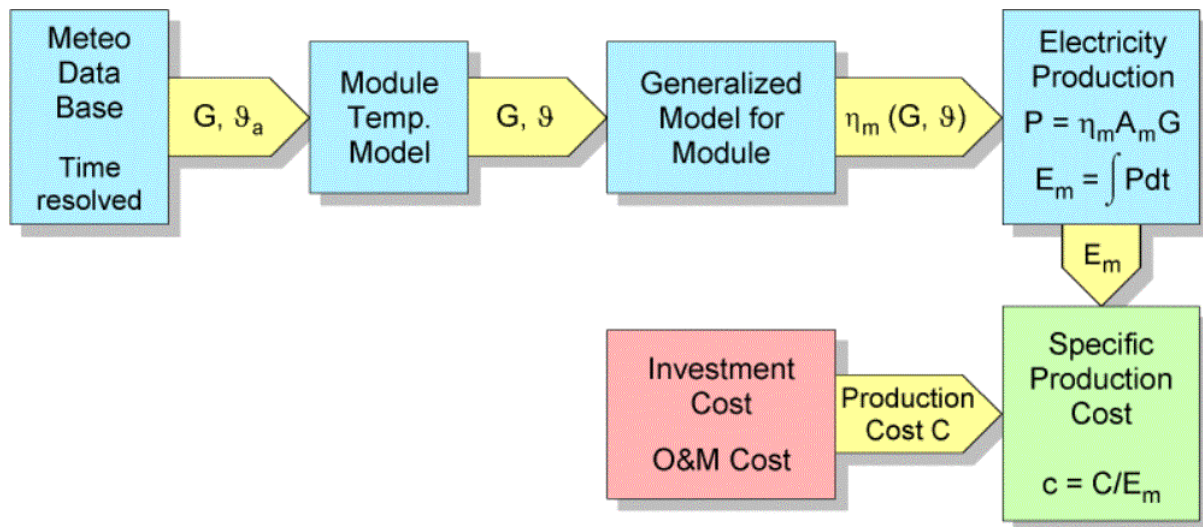 Meteo
Data
Base
Time
resolved
G, ϑₐ
Module
Temp.
Model
G, ϑ
Generalized
Model for
Module
ηₘ (G, ϑ)
Electricity
Production
P = ηₘAₘG
Eₘ = ∫ Pdt
Eₘ
Investment
Cost
O&M Cost
Production
Cost C
Specific
Production
Cost
c = C/Eₘ